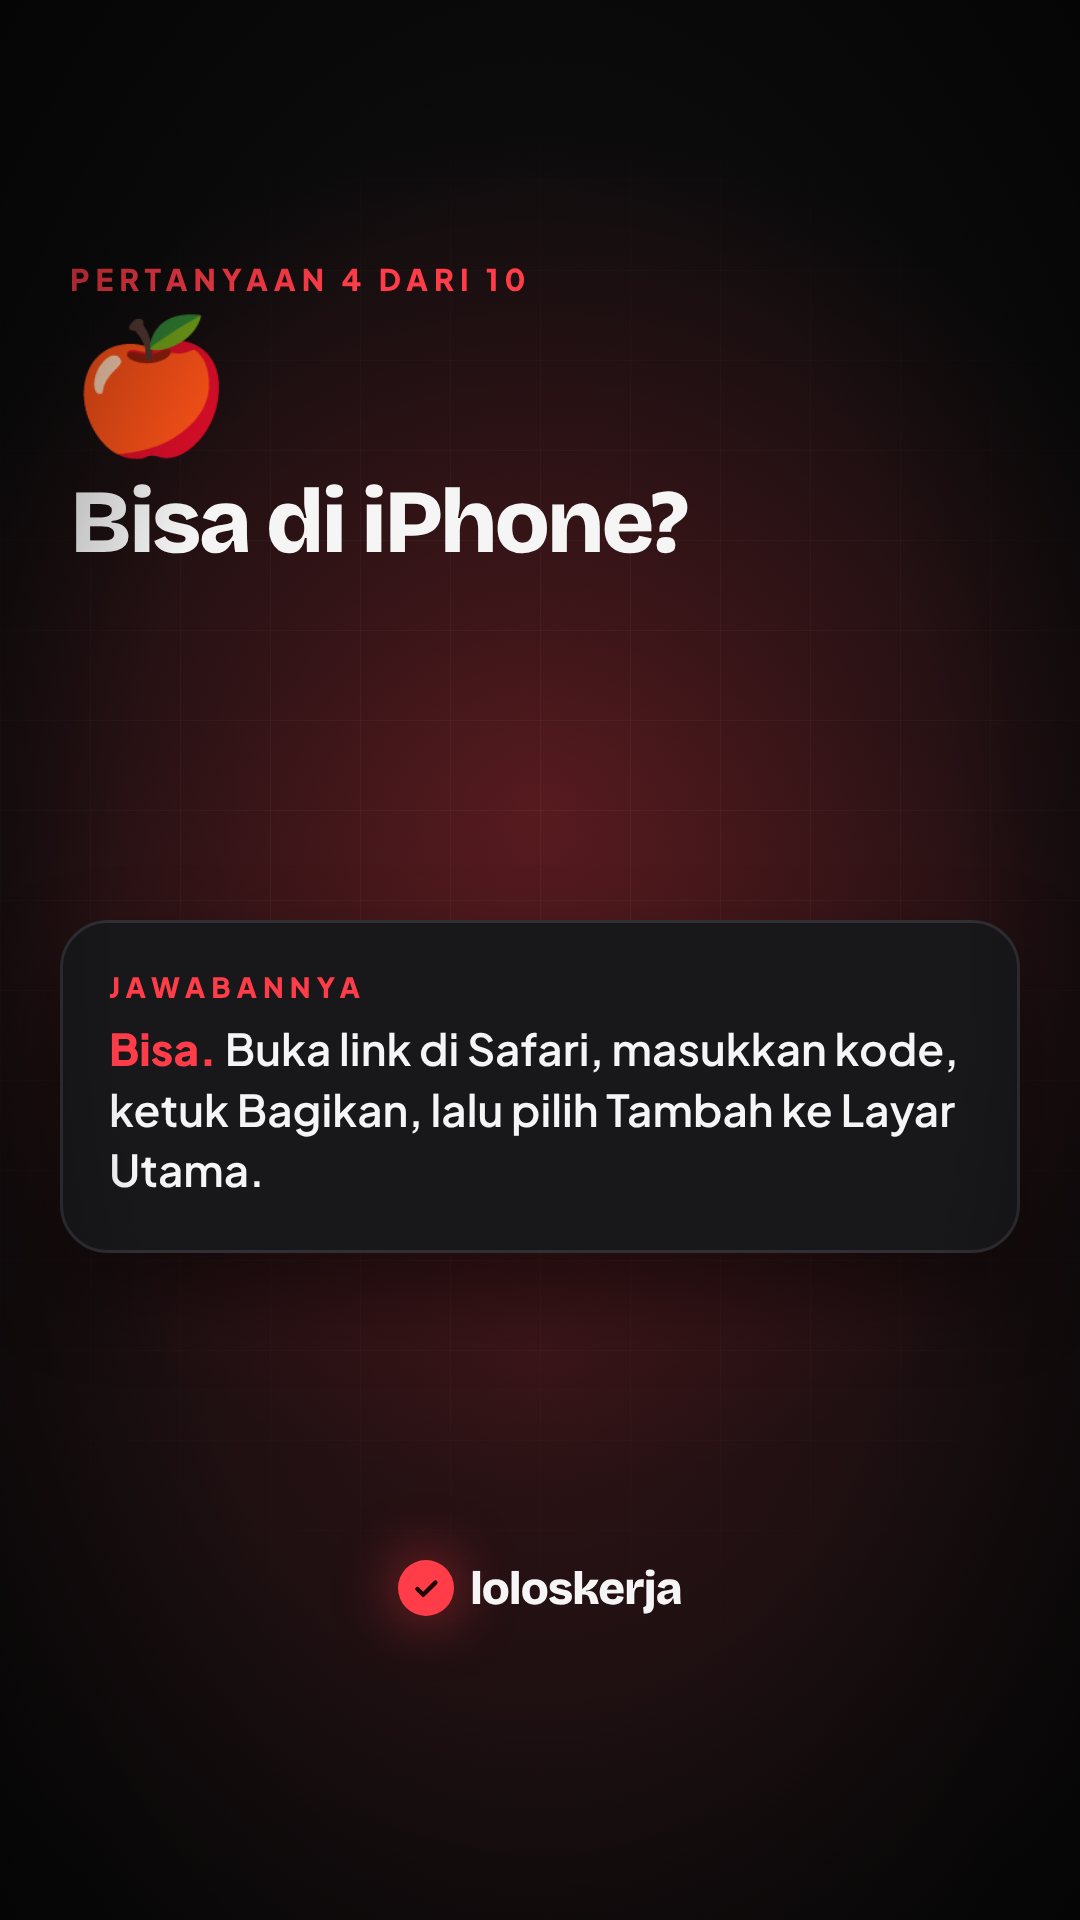 PERTANYAAN 4 DARI 10
Bisa di iPhone?
JAWABANNYA
Bisa. Buka link di Safari, masukkan kode,
ketuk Bagikan, lalu pilih Tambah ke Layar
Utama.
loloskerja